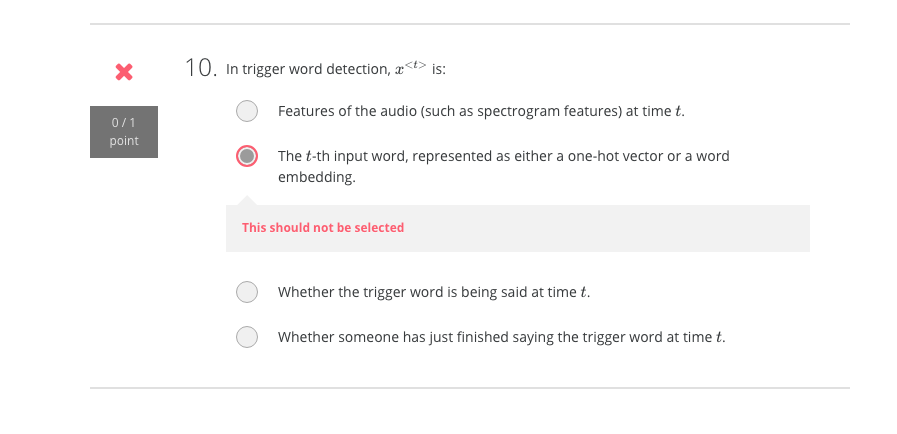 10. In trigger word detection, x<t> is:
0 / 1
point
Features of the audio (such as spectrogram features) at time t.
The t-th input word, represented as either a one-hot vector or a word
embedding.
This should not be selected
Whether the trigger word is being said at time t.
Whether someone has just finished saying the trigger word at time t.